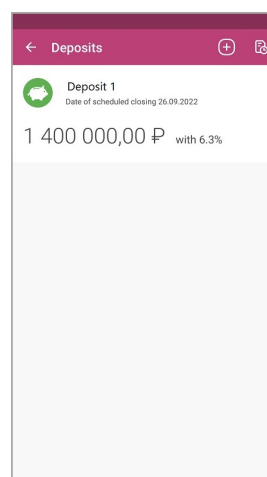 Deposits
Deposit 1
Date of scheduled closing 26.09.2022
1 400 000,00 ₽ with 6.3%